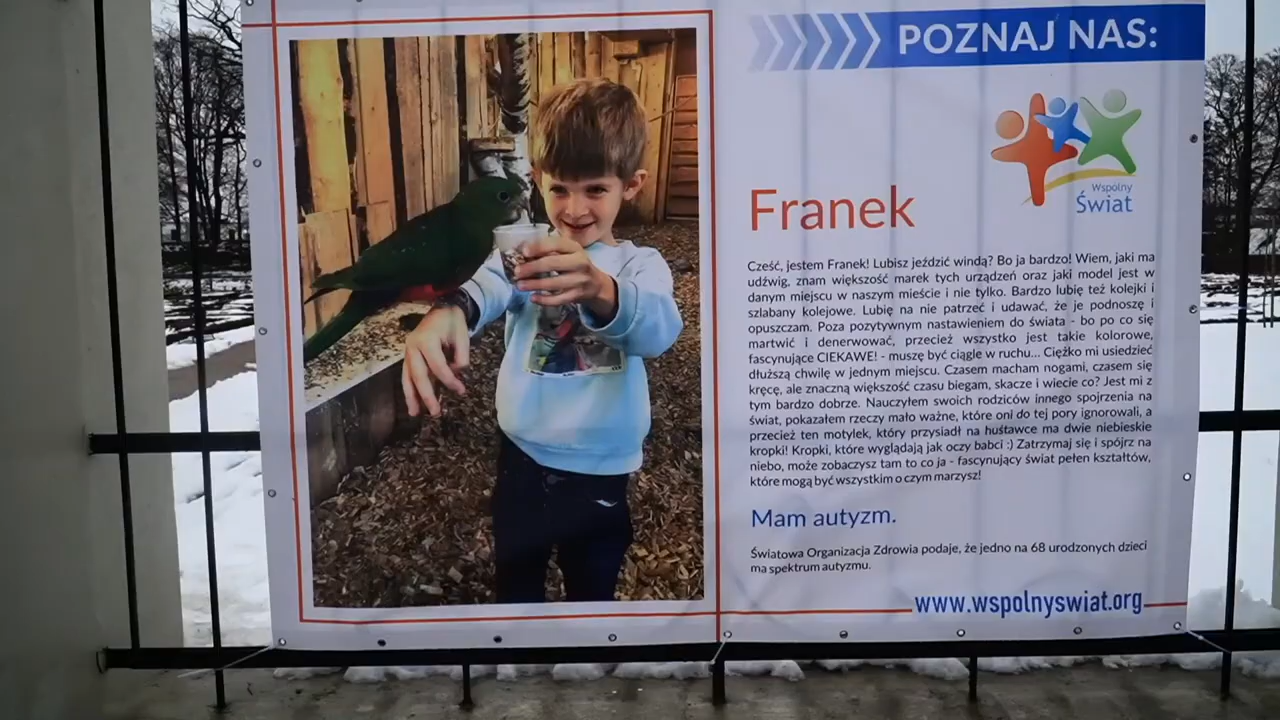 POZNAJ NAS:
Wspólny
Świat
Franek
Cześć, jestem Franek! Lubisz jeździć windą? Bo ja bardzo! Wiem, jaki ma
udźwig, znam większość marek tych urządzeń oraz jaki model jest w
danym miejscu w naszym mieście i nie tylko. Bardzo lubię też kolejki i
szlabany kolejowe. Lubię na nie patrzeć i udawać, że je podnoszę i
opuszczam. Poza pozytywnym nastawieniem do świata - bo po co się
martwić i denerwować, przecież wszystko jest takie kolorowe,
fascynujące CIEKAWE! - muszę być ciągle w ruchu... Ciężko mi usiedzieć
dłuższą chwilę w jednym miejscu. Czasem macham nogami, czasem się
kręcę, ale znaczną większość czasu biegam, skacze i wiecie co? Jest mi z
tym bardzo dobrze. Nauczyłem swoich rodziców innego spojrzenia na
świat, pokazałem rzeczy mało ważne, które oni do tej pory ignorowali, a
przecież ten motylek, który przysiadł na huśtawce ma dwie niebieskie
kropki! Kropki, które wyglądają jak oczy babci :) Zatrzymaj się i spójrz na
niebo, może zobaczysz tam to co ja - fascynujący świat pełen kształtów,
które mogą być wszystkim o czym marzysz!
Mam autyzm.
Światowa Organizacja Zdrowia podaje, że jedno na 68 urodzonych dzieci
ma spektrum autyzmu.
www.wspolnyswiat.org